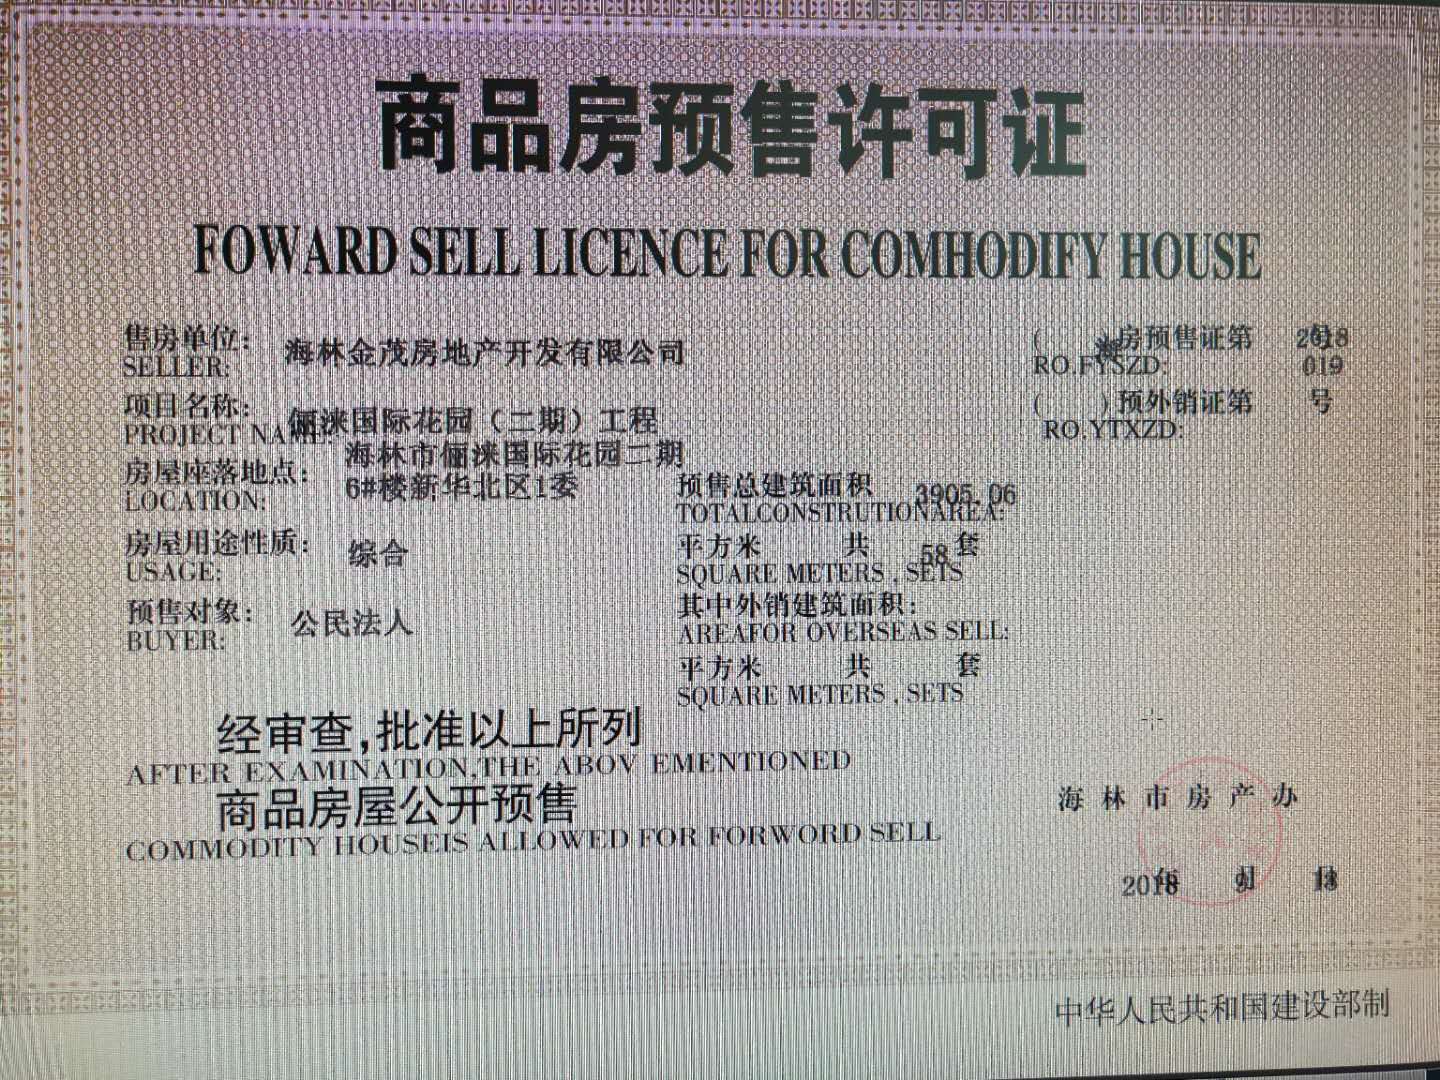 商品房预售许可证
FOWARD SELL LICENCE FOR COMHODIFY HOUSE
售房单位: 海林金茂房地产开发有限公司
SELLER:
(海)房预售证第 2018 号
RO.FYSZD: 019
项目名称: 俪涞国际花园（二期）工程
PROJECT NAME:
( )预外销证第 号
RO.YTXZD:
房屋座落地点: 海林市俪涞国际花园二期
LOCATION: 6#楼新华北区1委
预售总建筑面积 3905.06
TOTALCONSTRUTIONAREA:
房屋用途性质: 综合
USAGE:
平方米 共 58 套
SQUARE METERS , SETS
预售对象: 公民法人
BUYER:
其中外销建筑面积:
AREAFOR OVERSEAS SELL:
平方米 共 套
SQUARE METERS , SETS
经审查,批准以上所列
AFTER EXAMINATION,THE ABOV EMENTIONED
商品房屋公开预售
COMMODITY HOUSEIS ALLOWED FOR FORWORD SELL
海林市房产办
2018 年 9 月 日
中华人民共和国建设部制